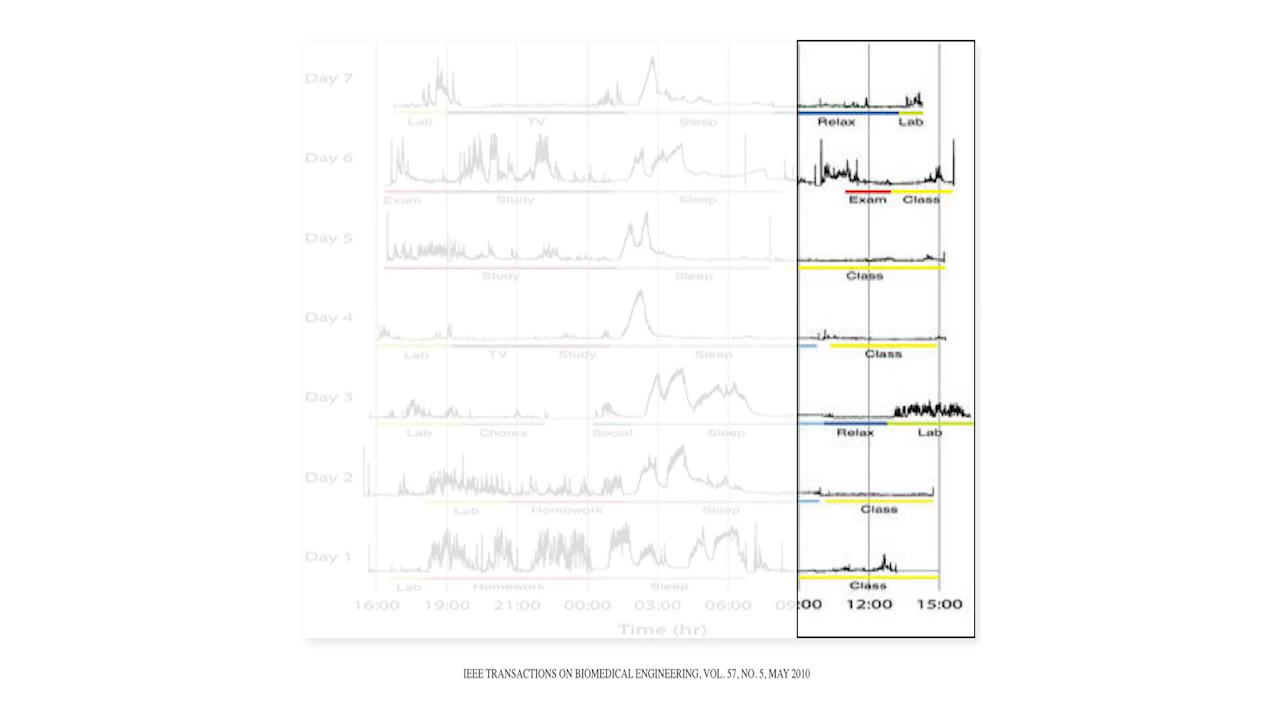 Day 7
Lab TV Sleep Relax Lab
Day 6
Exam Study Sleep Exam Class
Day 5
Study Sleep Class
Day 4
Lab TV Study Sleep Class
Day 3
Lab Chores Social Sleep Relax Lab
Day 2
Lab Homework Sleep Class
Day 1
Lab Homework Sleep Class
16:00 19:00 21:00 00:00 03:00 06:00 09:00 12:00 15:00
Time (hr)
IEEE TRANSACTIONS ON BIOMEDICAL ENGINEERING, VOL. 57, NO. 5, MAY 2010